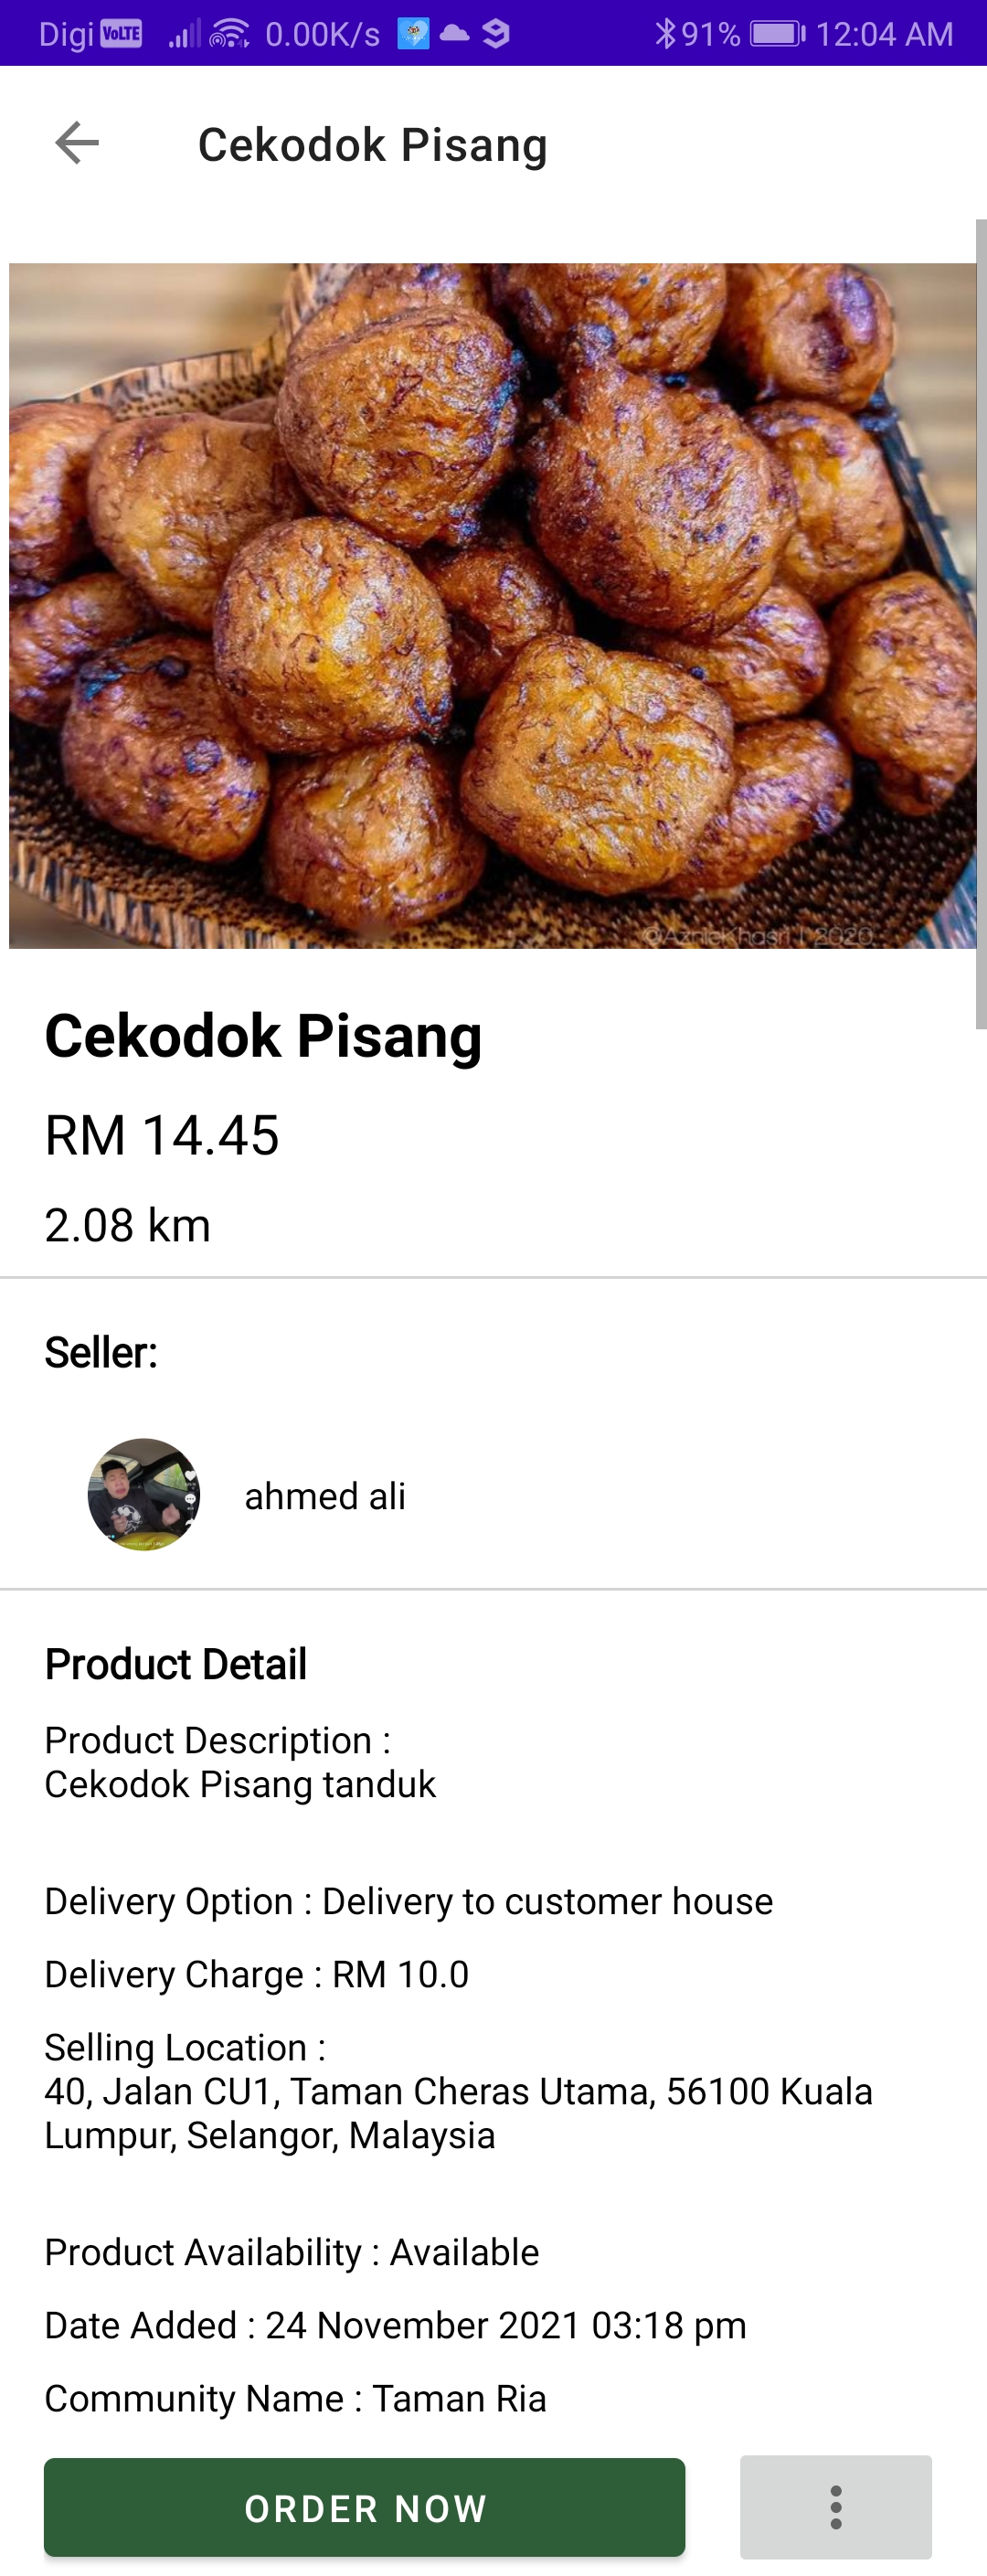 Digi VoLTE 0.00K/s 91% 12:04 AM
Cekodok Pisang
©AznieKhasri | 2020
Cekodok Pisang
RM 14.45
2.08 km
Seller:
ahmed ali
Product Detail
Product Description :
Cekodok Pisang tanduk
Delivery Option : Delivery to customer house
Delivery Charge : RM 10.0
Selling Location :
40, Jalan CU1, Taman Cheras Utama, 56100 Kuala
Lumpur, Selangor, Malaysia
Product Availability : Available
Date Added : 24 November 2021 03:18 pm
Community Name : Taman Ria
ORDER NOW